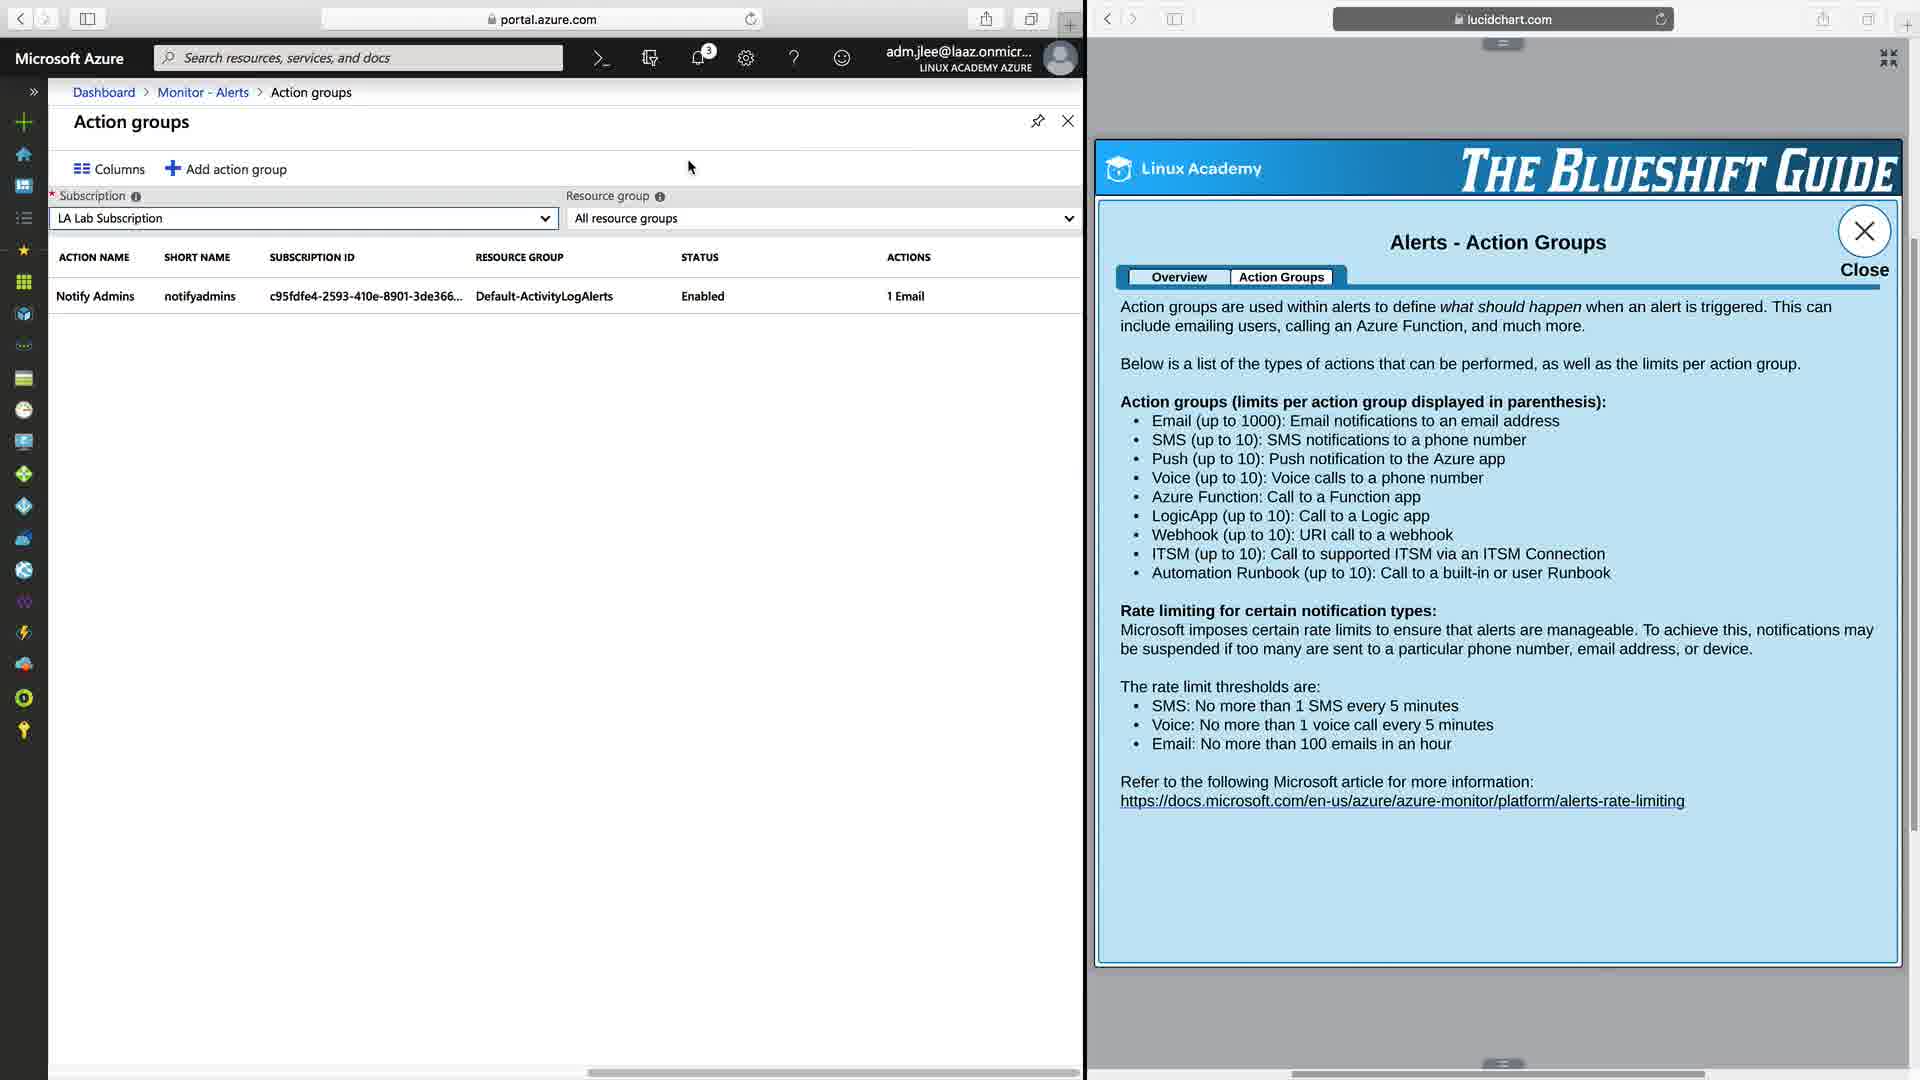 portal.azure.com
lucidchart.com
Microsoft Azure
Search resources, services, and docs
3
adm.jlee@laaz.onmicr...
LINUX ACADEMY AZURE
Dashboard > Monitor - Alerts > Action groups
Action groups
Columns
Add action group
* Subscription
Resource group
LA Lab Subscription
All resource groups
ACTION NAME SHORT NAME SUBSCRIPTION ID RESOURCE GROUP STATUS ACTIONS
Notify Admins notifyadmins c95fdfe4-2593-410e-8901-3de366... Default-ActivityLogAlerts Enabled 1 Email
Linux Academy
THE BLUESHIFT GUIDE
Alerts - Action Groups
Close
Overview
Action Groups
Action groups are used within alerts to define what should happen when an alert is triggered. This can
include emailing users, calling an Azure Function, and much more.
Below is a list of the types of actions that can be performed, as well as the limits per action group.
Action groups (limits per action group displayed in parenthesis):
• Email (up to 1000): Email notifications to an email address
• SMS (up to 10): SMS notifications to a phone number
• Push (up to 10): Push notification to the Azure app
• Voice (up to 10): Voice calls to a phone number
• Azure Function: Call to a Function app
• LogicApp (up to 10): Call to a Logic app
• Webhook (up to 10): URI call to a webhook
• ITSM (up to 10): Call to supported ITSM via an ITSM Connection
• Automation Runbook (up to 10): Call to a built-in or user Runbook
Rate limiting for certain notification types:
Microsoft imposes certain rate limits to ensure that alerts are manageable. To achieve this, notifications may
be suspended if too many are sent to a particular phone number, email address, or device.
The rate limit thresholds are:
• SMS: No more than 1 SMS every 5 minutes
• Voice: No more than 1 voice call every 5 minutes
• Email: No more than 100 emails in an hour
Refer to the following Microsoft article for more information:
https://docs.microsoft.com/en-us/azure/azure-monitor/platform/alerts-rate-limiting